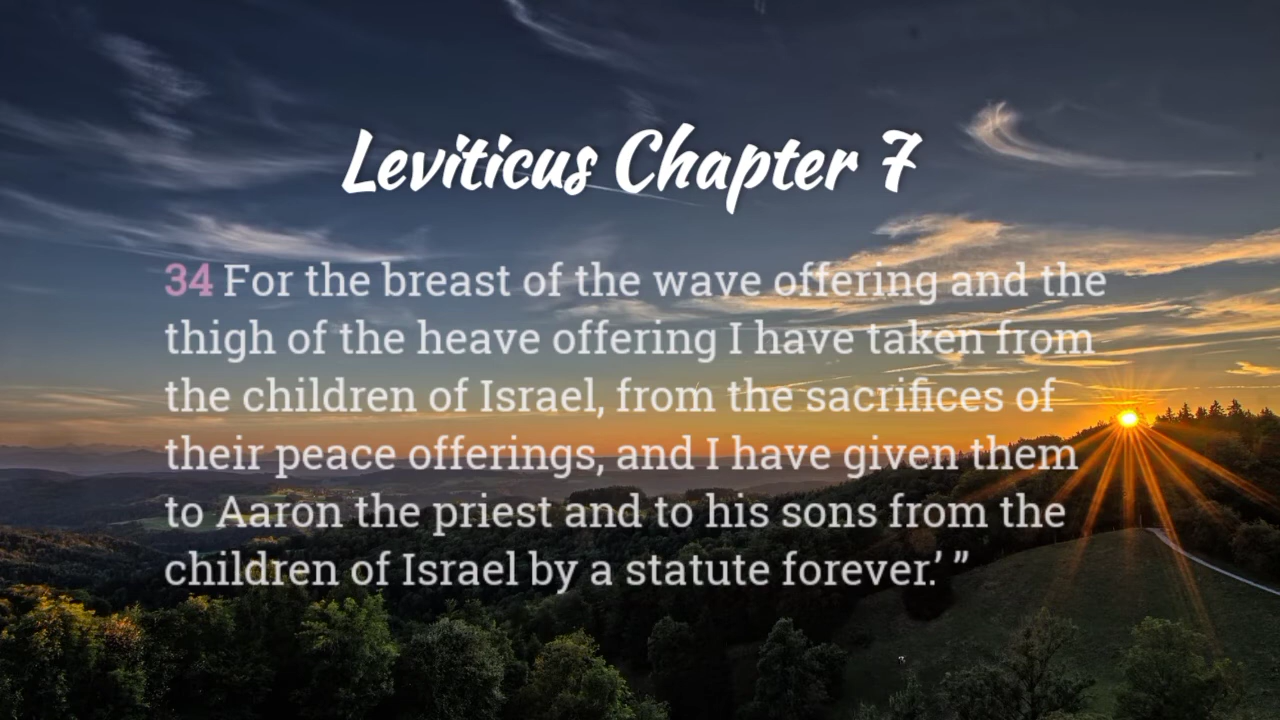 Leviticus Chapter 7
34 For the breast of the wave offering and the
thigh of the heave offering I have taken from
the children of Israel, from the sacrifices of
their peace offerings, and I have given them
to Aaron the priest and to his sons from the
children of Israel by a statute forever.’ ”